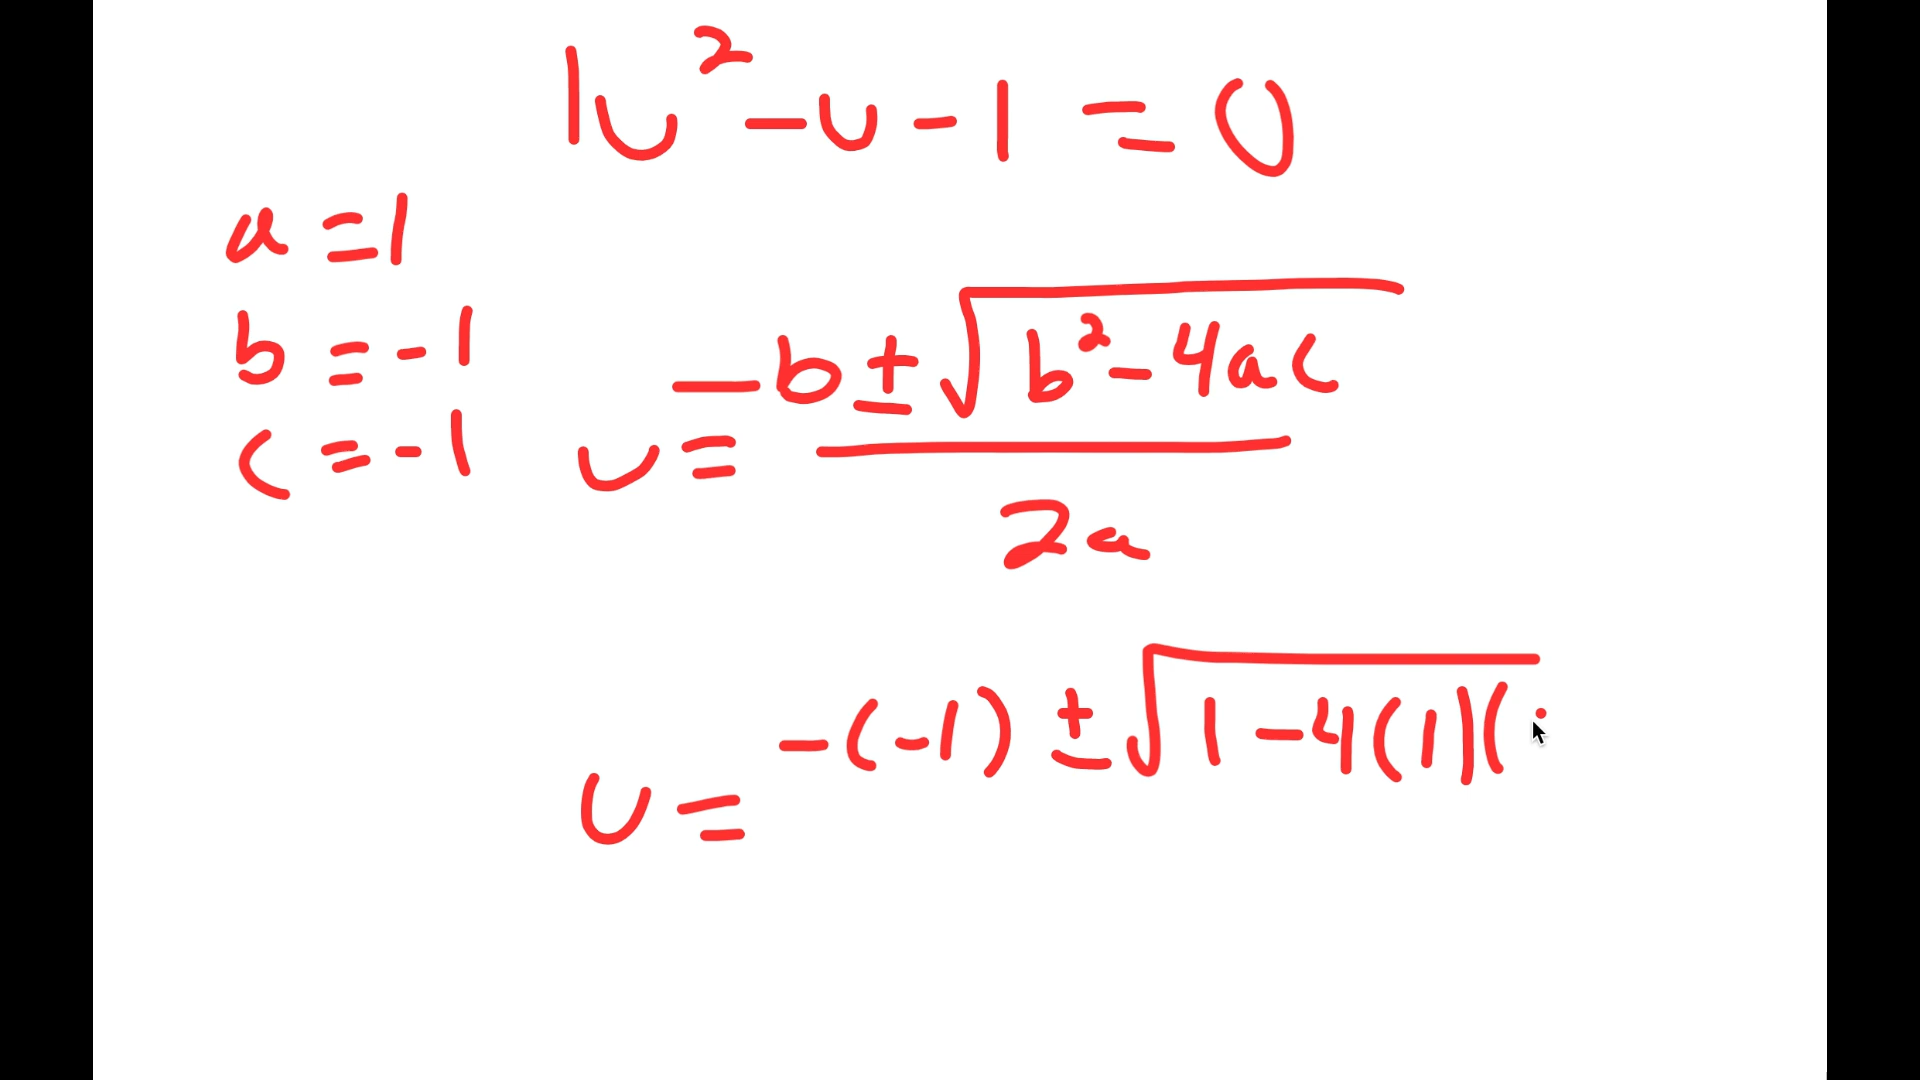 1u² - u - 1 = 0
a = 1
b = -1
c = -1
u = (-b ± √(b² - 4ac)) / 2a
u = -(-1) ± √(1 - 4(1)(